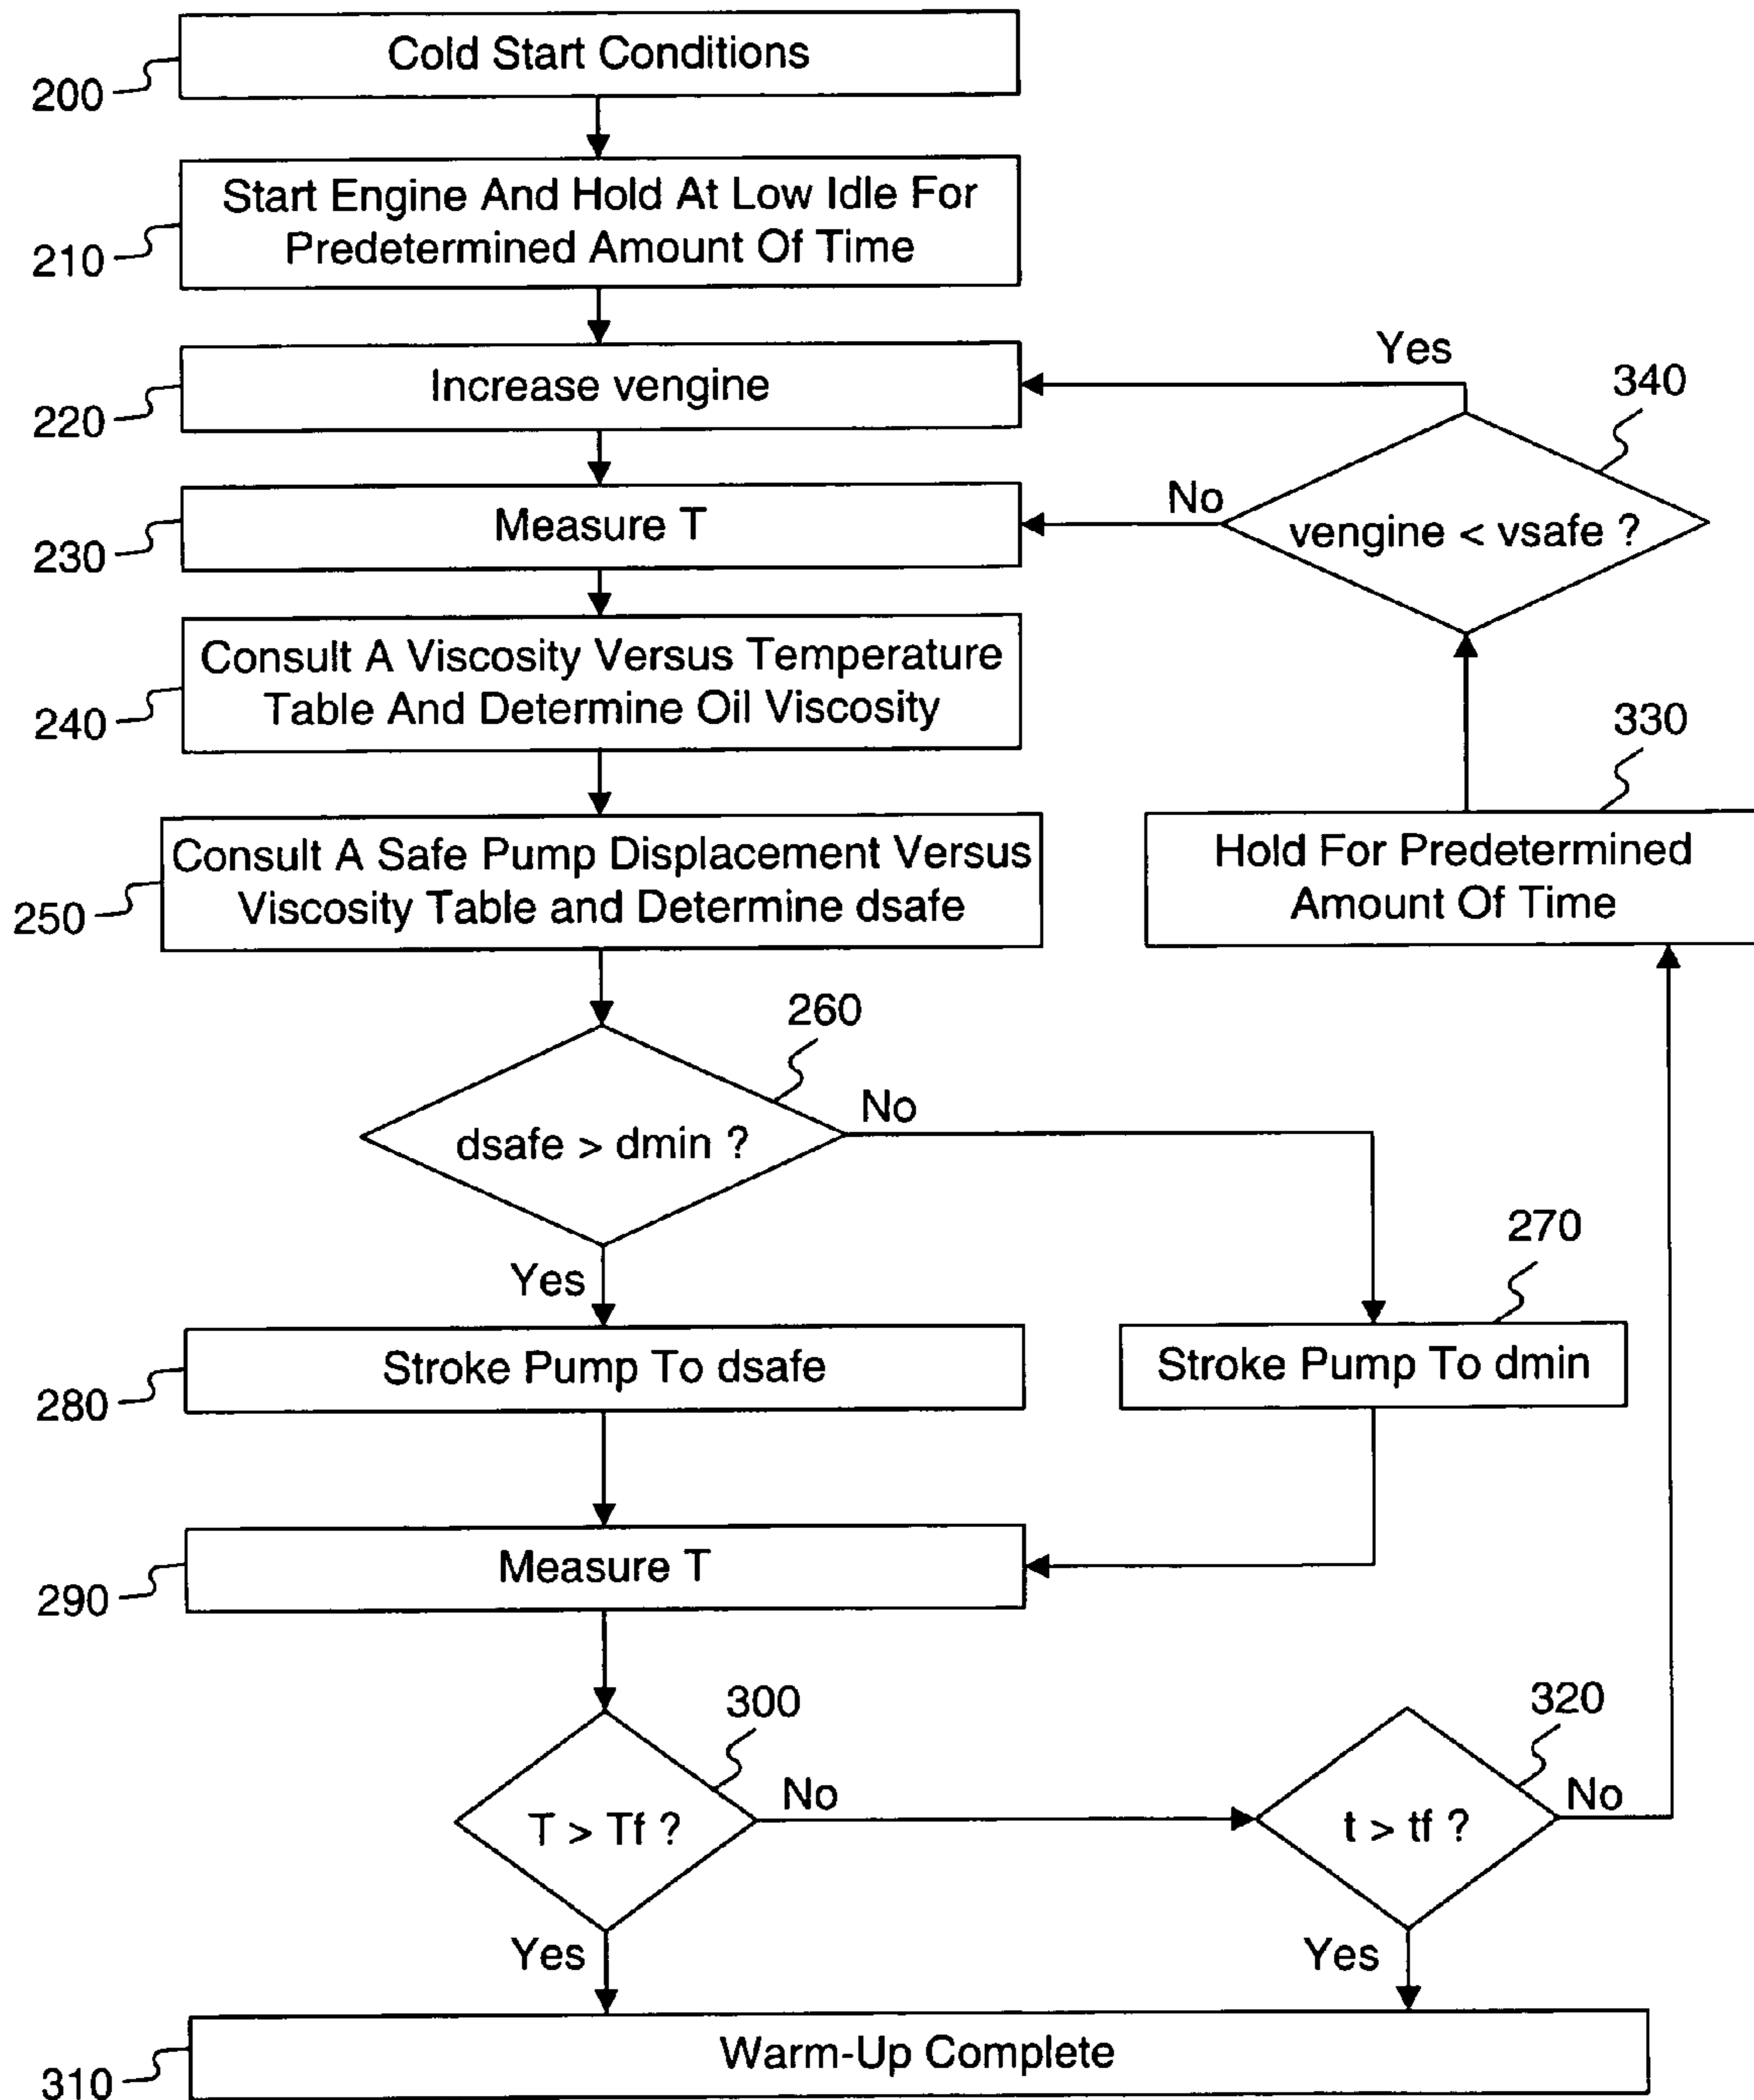 Cold Start Conditions
200
Start Engine And Hold At Low Idle For
Predetermined Amount Of Time
210
Increase vengine
220
Yes
340
Measure T
230
No
vengine < vsafe ?
Consult A Viscosity Versus Temperature
Table And Determine Oil Viscosity
240
330
Hold For Predetermined
Amount Of Time
Consult A Safe Pump Displacement Versus
Viscosity Table and Determine dsafe
250
260
dsafe > dmin ?
No
Yes
270
Stroke Pump To dsafe
280
Stroke Pump To dmin
Measure T
290
300
T > Tf ?
No
320
t > tf ?
No
Yes
Yes
Warm-Up Complete
310